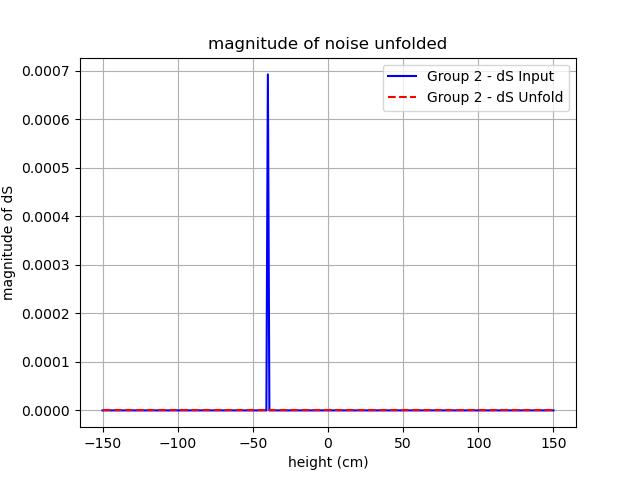 magnitude of noise unfolded
Group 2 - dS Input
Group 2 - dS Unfold
magnitude of dS
0.0007
0.0006
0.0005
0.0004
0.0003
0.0002
0.0001
0.0000
−150 −100 −50 0 50 100 150
height (cm)